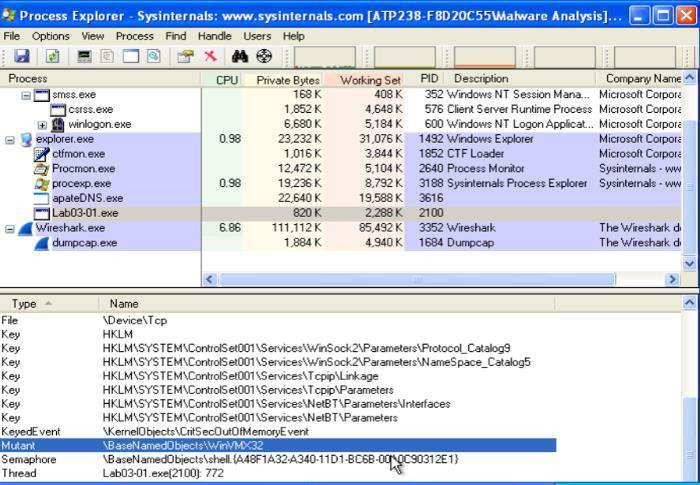 Process Explorer - Sysinternals: www.sysinternals.com [ATP238-F8D20C55\Malware Analysis]...
File Options View Process Find Handle Users Help
Process CPU Private Bytes Working Set PID Description Company Name
smss.exe 168 K 408 K 352 Windows NT Session Mana... Microsoft Corpora
csrss.exe 1,852 K 4,648 K 576 Client Server Runtime Process Microsoft Corpora
winlogon.exe 6,680 K 5,184 K 600 Windows NT Logon Applicat... Microsoft Corpora
explorer.exe 0.98 23,232 K 31,076 K 1492 Windows Explorer Microsoft Corpora
ctfmon.exe 1,016 K 3,844 K 1852 CTF Loader Microsoft Corpora
Procmon.exe 12,472 K 5,104 K 2640 Process Monitor Sysinternals - ww
procexp.exe 0.98 19,236 K 8,792 K 3188 Sysinternals Process Explorer Sysinternals - ww
apateDNS.exe 22,640 K 19,588 K 3616
Lab03-01.exe 820 K 2,288 K 2100
Wireshark.exe 6.86 111,112 K 85,492 K 3352 Wireshark The Wireshark d
dumpcap.exe 1,884 K 4,940 K 1684 Dumpcap The Wireshark d
Type Name
File \Device\Tcp
Key HKLM
Key HKLM\SYSTEM\ControlSet001\Services\WinSock2\Parameters\Protocol_Catalog9
Key HKLM\SYSTEM\ControlSet001\Services\WinSock2\Parameters\NameSpace_Catalog5
Key HKLM\SYSTEM\ControlSet001\Services\Tcpip\Linkage
Key HKLM\SYSTEM\ControlSet001\Services\Tcpip\Parameters
Key HKLM\SYSTEM\ControlSet001\Services\NetBT\Parameters\Interfaces
Key HKLM\SYSTEM\ControlSet001\Services\NetBT\Parameters
KeyedEvent \KernelObjects\CritSecOutOfMemoryEvent
Mutant \BaseNamedObjects\WinVMX32
Semaphore
Thread Lab03-01.exe(2100): 772